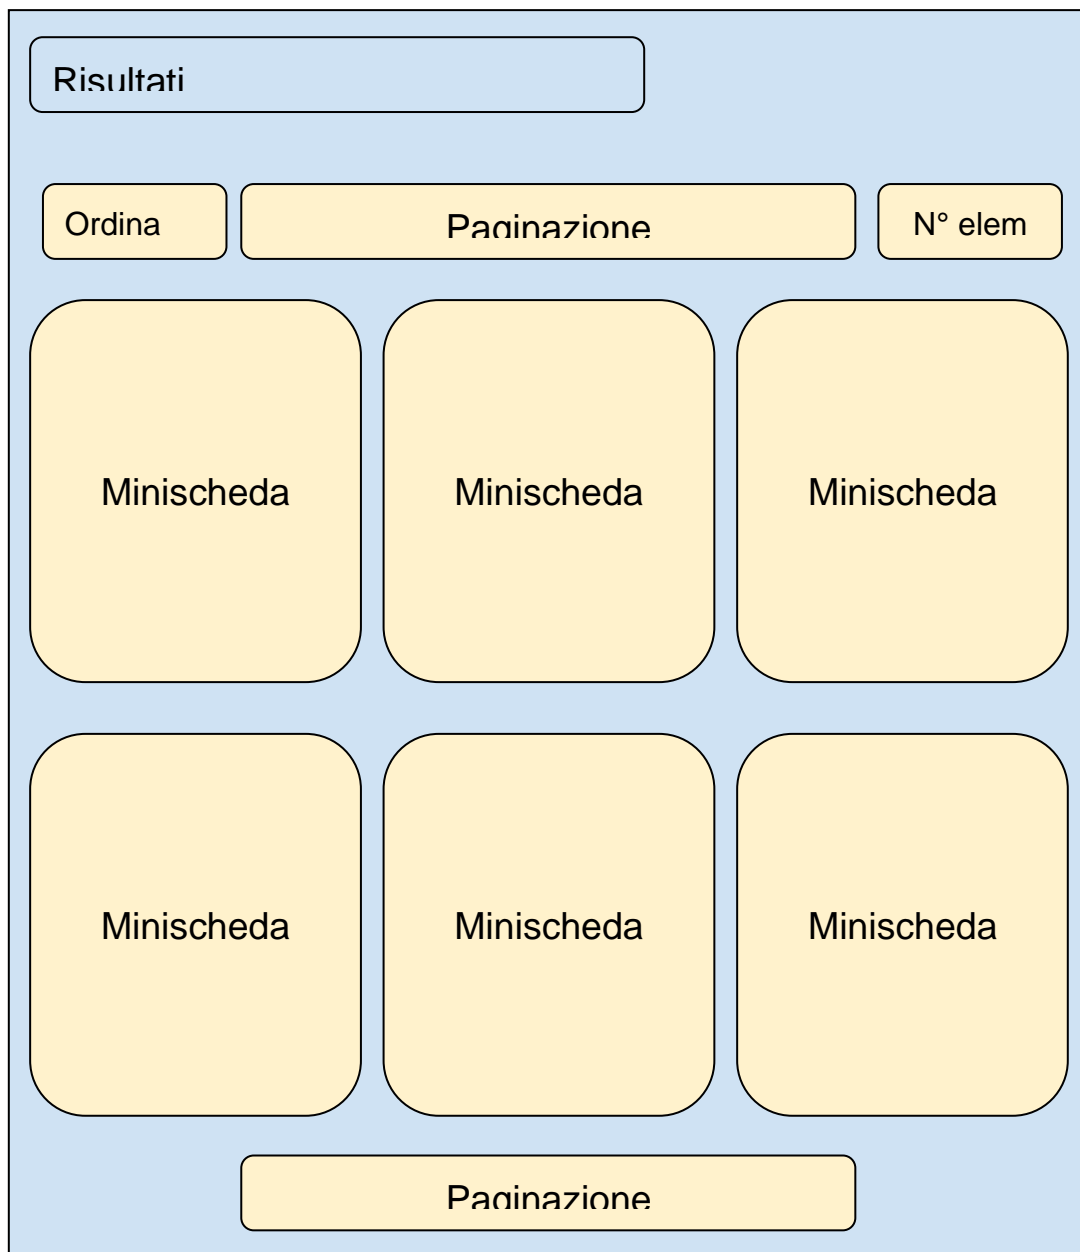 Risultati
Ordina
Paginazione
N° elem
Minischeda
Minischeda
Minischeda
Minischeda
Minischeda
Minischeda
Paginazione